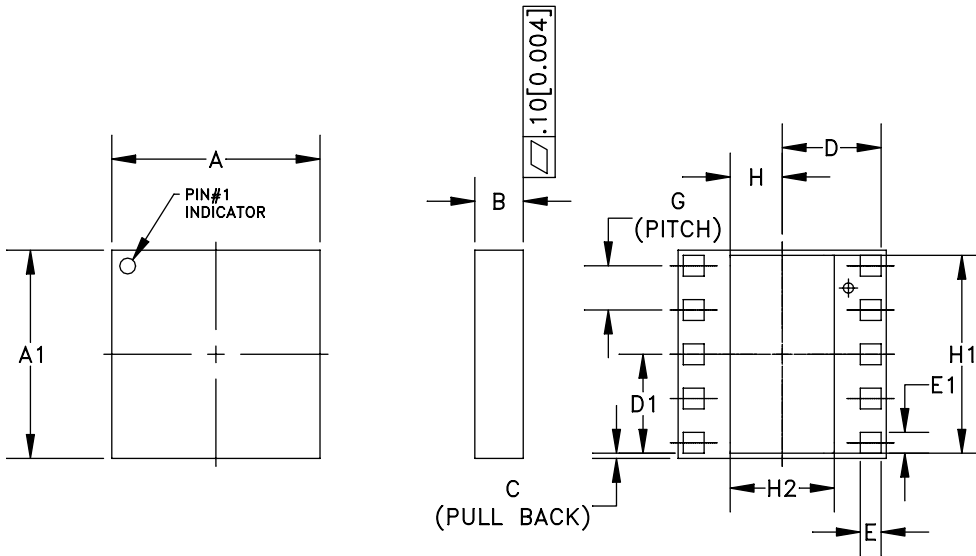 A
PIN#1
INDICATOR
A1
.10[0.004]
B
C
(PULL BACK)
D
H
G
(PITCH)
D1
H1
E1
H2
E